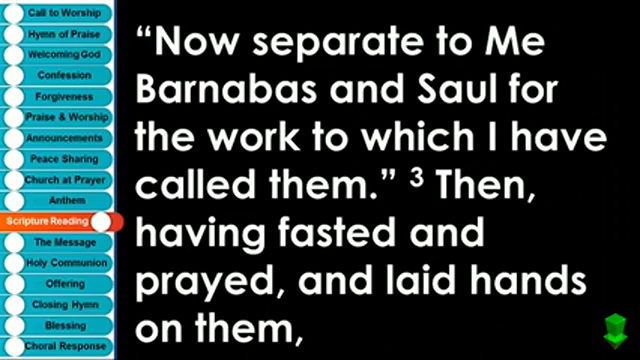 Call to Worship
Hymn of Praise
Welcoming God
Confession
Forgiveness
Praise & Worship
Announcements
Peace Sharing
Church at Prayer
Anthem
Scripture Reading
The Message
Holy Communion
Offering
Closing Hymn
Blessing
Choral Response
“Now separate to Me
Barnabas and Saul for
the work to which I have
called them.” ³ Then,
having fasted and
prayed, and laid hands
on them,